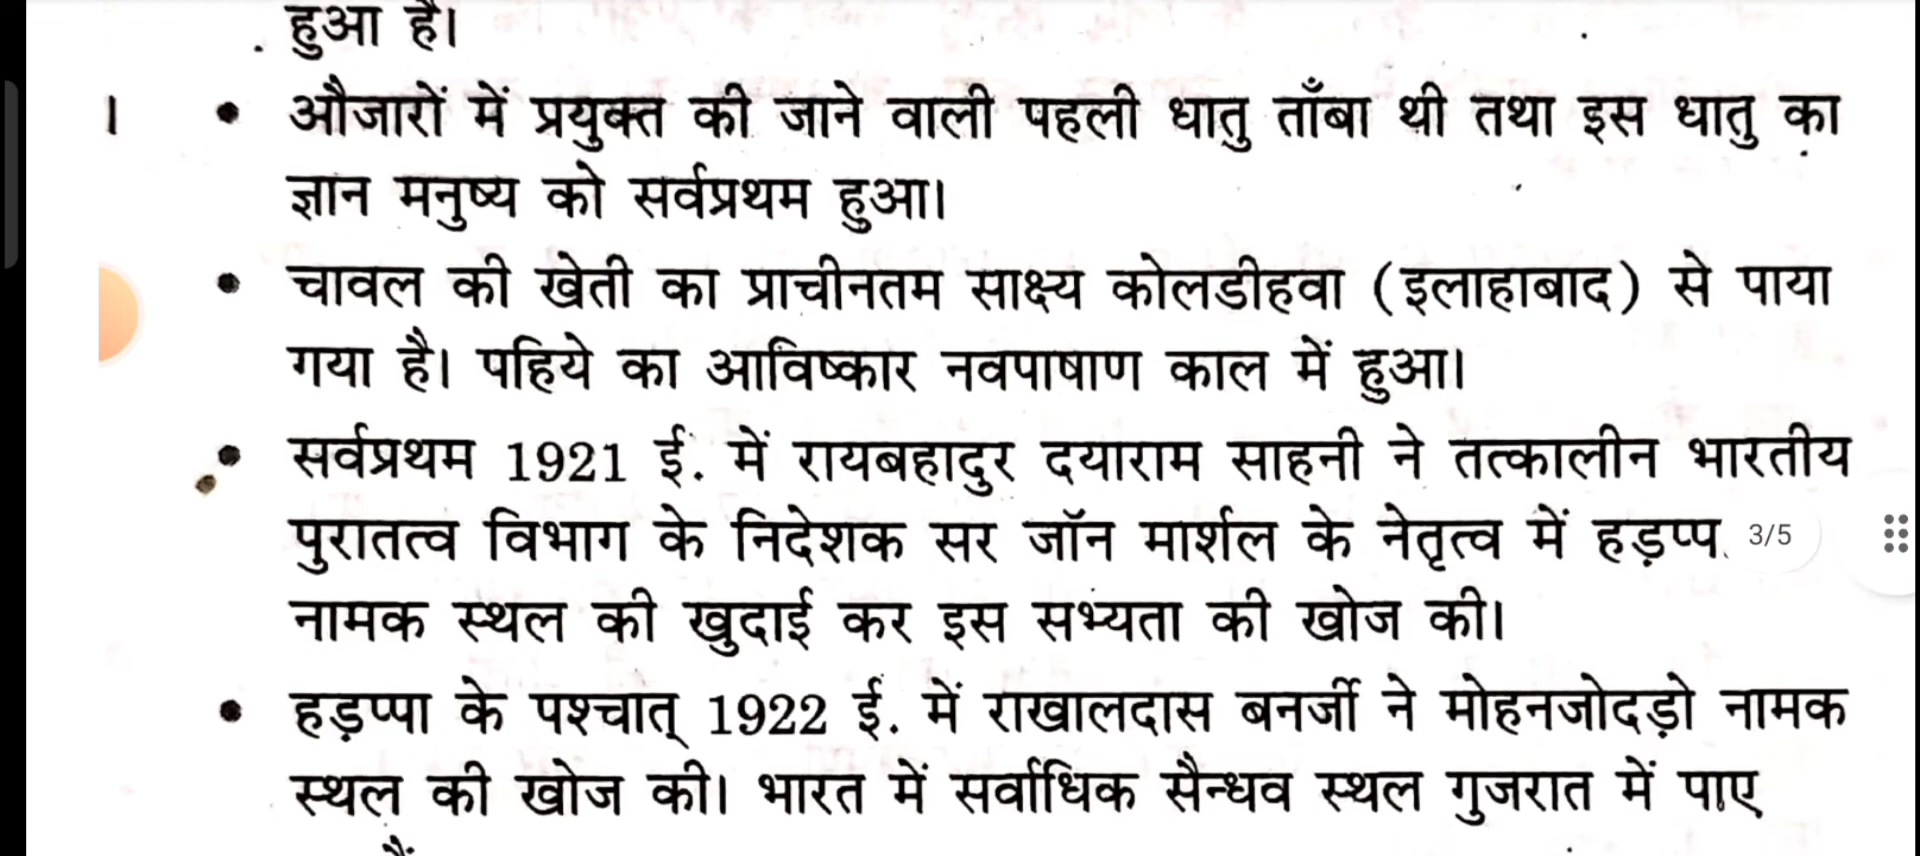 हुआ है।
। • औजारों में प्रयुक्त की जाने वाली पहली धातु ताँबा थी तथा इस धातु का
ज्ञान मनुष्य को सर्वप्रथम हुआ।
• चावल की खेती का प्राचीनतम साक्ष्य कोलडीहवा (इलाहाबाद) से पाया
गया है। पहिये का आविष्कार नवपाषाण काल में हुआ।
• सर्वप्रथम 1921 ई. में रायबहादुर दयाराम साहनी ने तत्कालीन भारतीय
पुरातत्व विभाग के निदेशक सर जॉन मार्शल के नेतृत्व में हड़प्प 3/5
नामक स्थल की खुदाई कर इस सभ्यता की खोज की।
• हड़प्पा के पश्चात् 1922 ई. में राखालदास बनर्जी ने मोहनजोदड़ो नामक
स्थल की खोज की। भारत में सर्वाधिक सैन्धव स्थल गुजरात में पाए